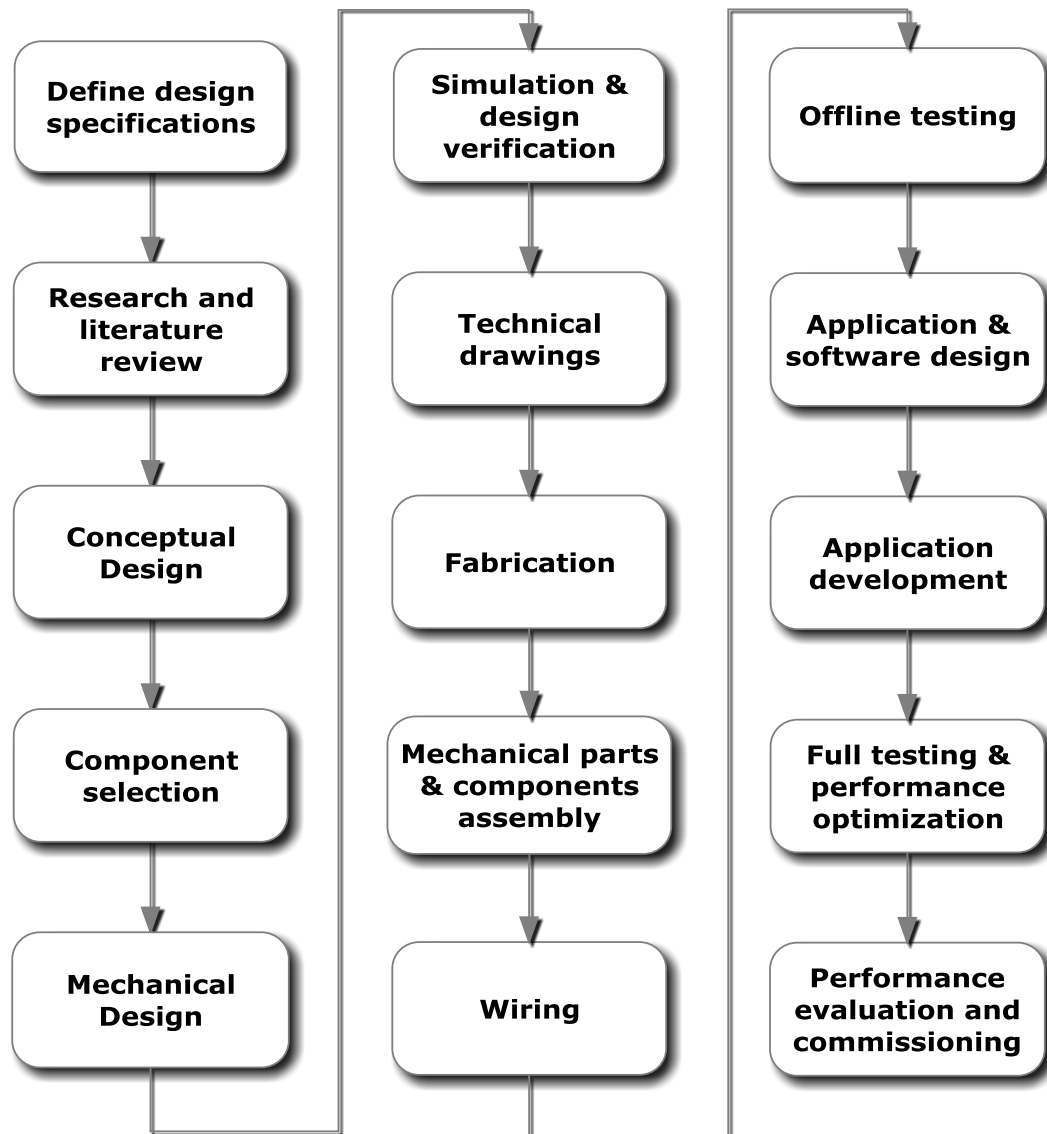 Define design
specifications
Research and
literature
review
Conceptual
Design
Component
selection
Mechanical
Design
Simulation &
design
verification
Technical
drawings
Fabrication
Mechanical parts
& components
assembly
Wiring
Offline testing
Application &
software design
Application
development
Full testing &
performance
optimization
Performance
evaluation and
commissioning